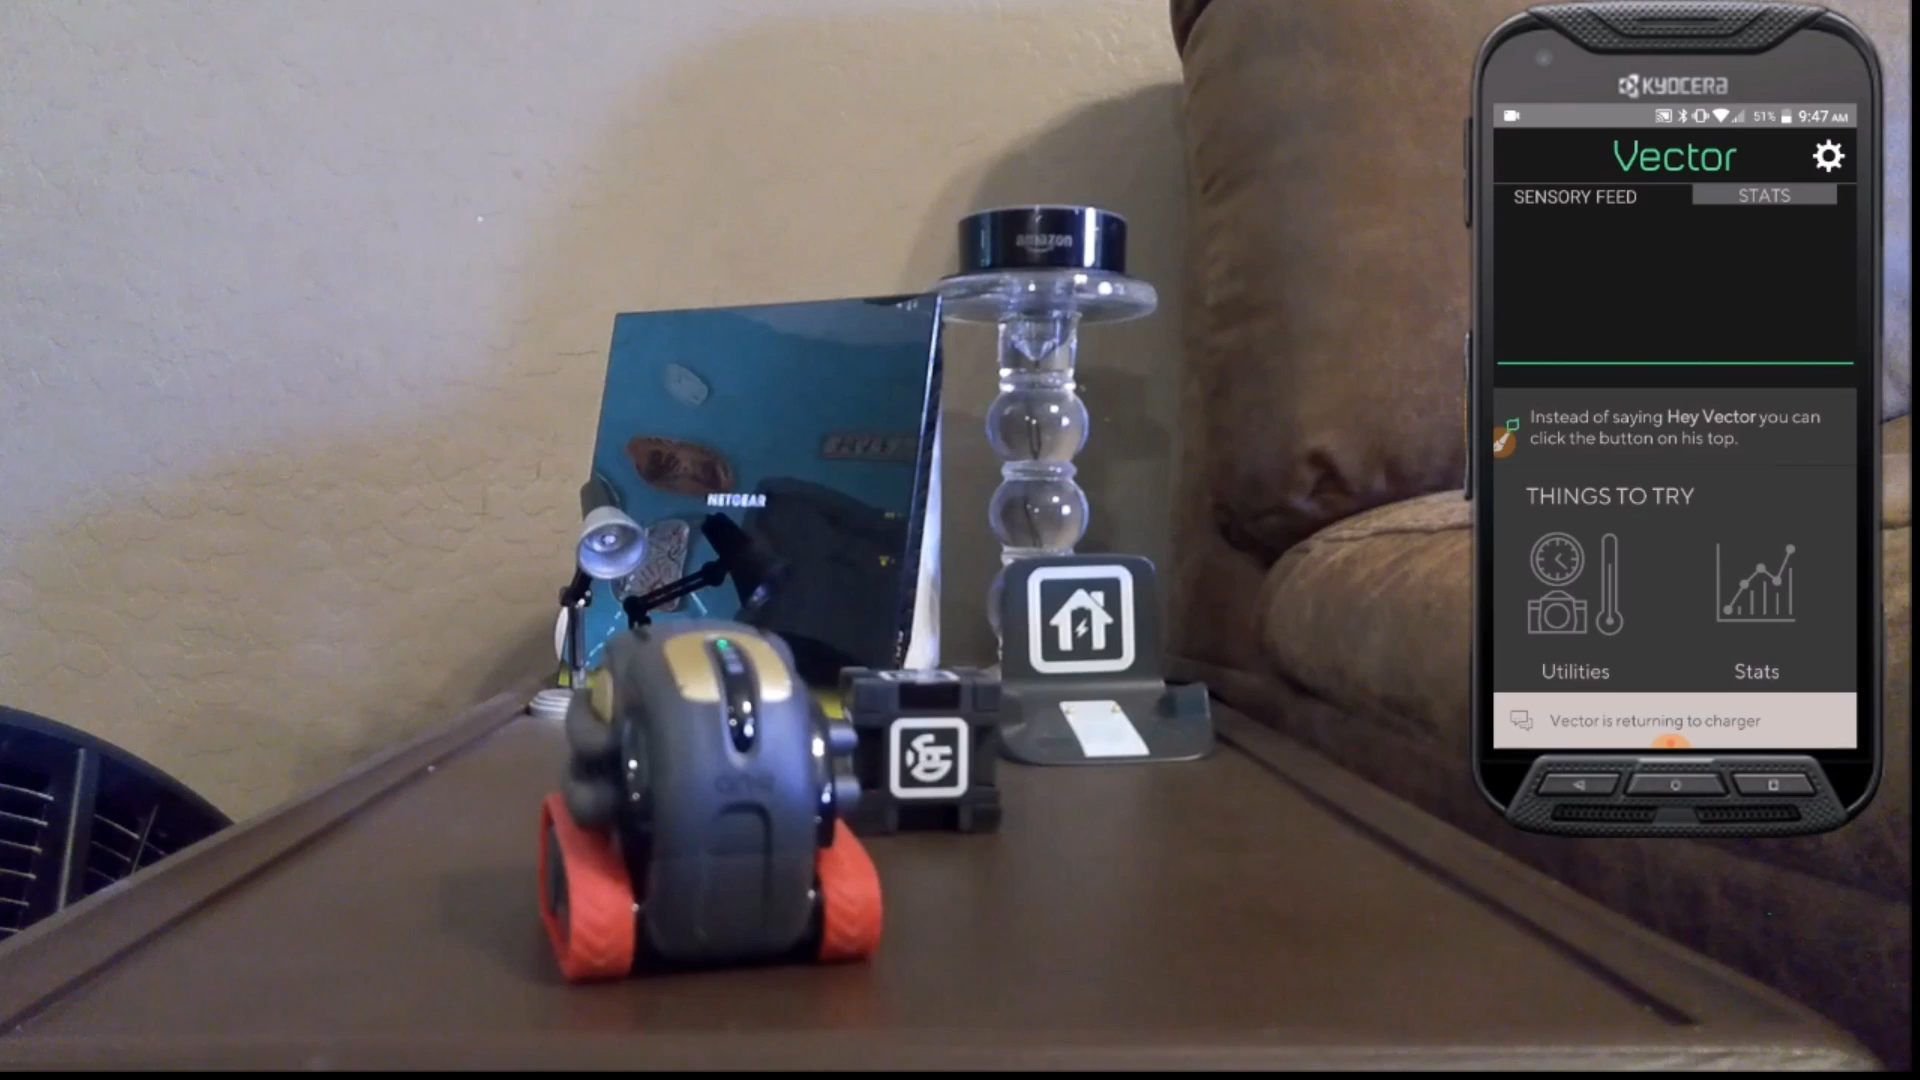 amazon
NETGEAR
KYOCERA
51% 9:47 AM
Vector
SENSORY FEED
STATS
Instead of saying Hey Vector you can
click the button on his top.
THINGS TO TRY
Utilities
Stats
Vector is returning to charger